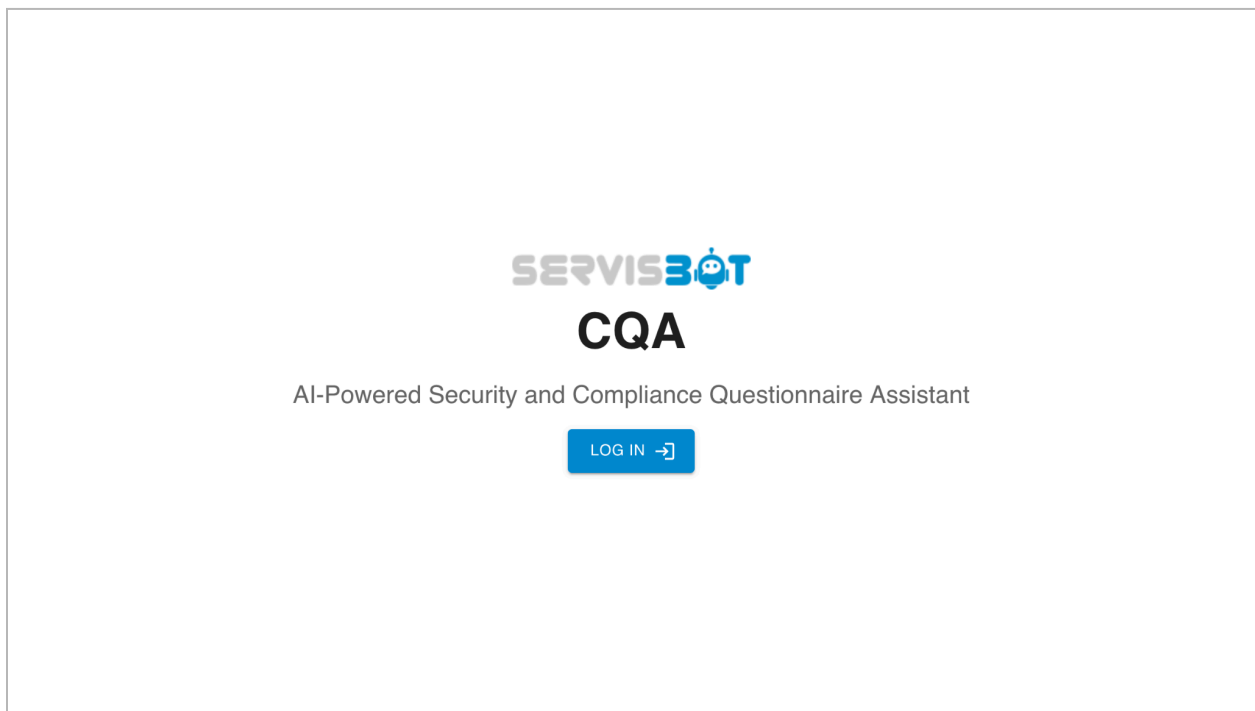 SERVISBOT
CQA
AI-Powered Security and Compliance Questionnaire Assistant
LOG IN